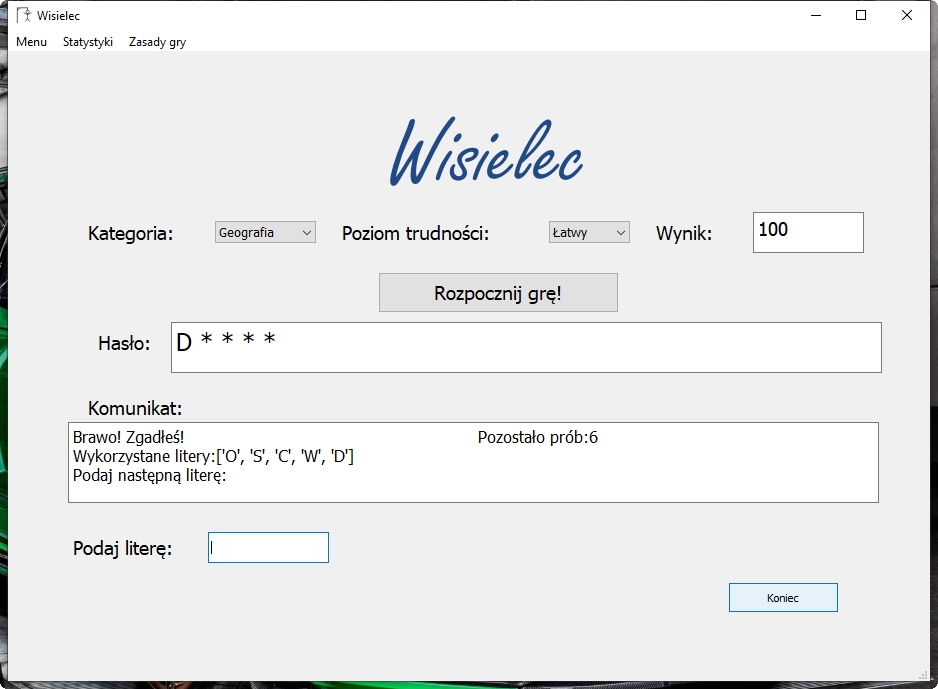 Wisielec
Menu Statystyki Zasady gry
Wisielec
Kategoria: Geografia Poziom trudności: Łatwy Wynik: 100
Rozpocznij grę!
Hasło: D * * * *
Komunikat:
Brawo! Zgadłeś! Pozostało prób:6
Wykorzystane litery:['O', 'S', 'C', 'W', 'D']
Podaj następną literę:
Podaj literę:
Koniec